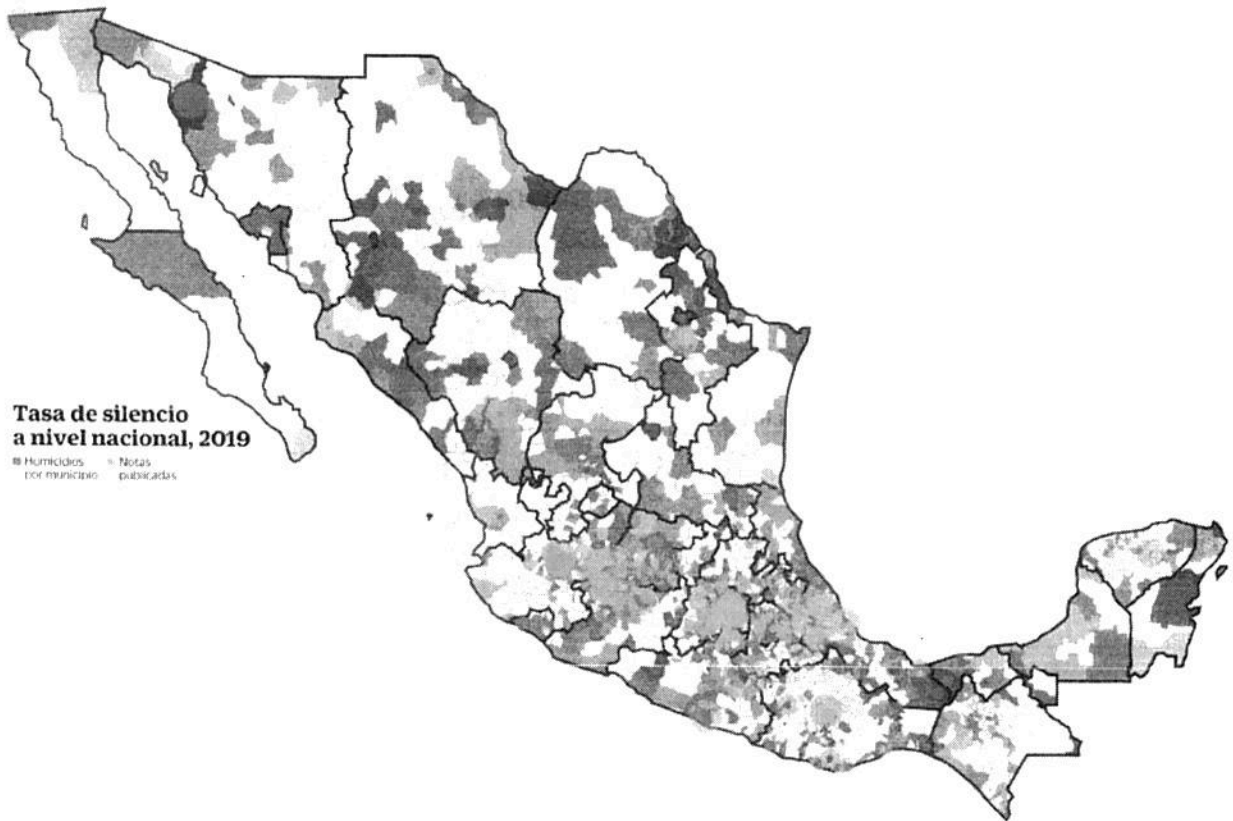 Tasa de silencio
a nivel nacional, 2019
Homicidios Notas
por municipio publicadas